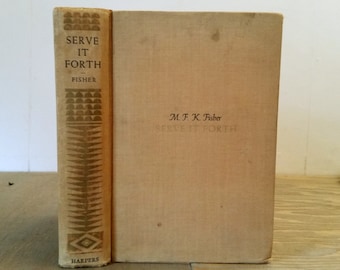 SERVE
IT
FORTH
FISHER
HARPERS
M. F. K. Fisher
SERVE IT FORTH